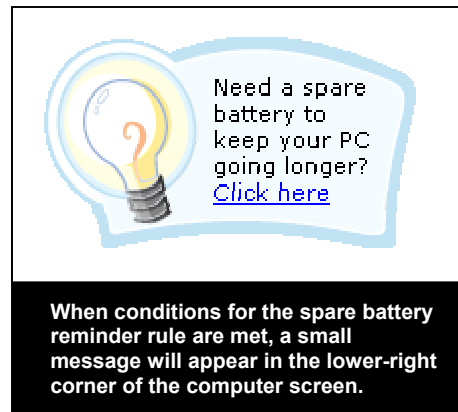 Need a spare
battery to
keep your PC
going longer?
Click here
When conditions for the spare battery
reminder rule are met, a small
message will appear in the lower-right
corner of the computer screen.